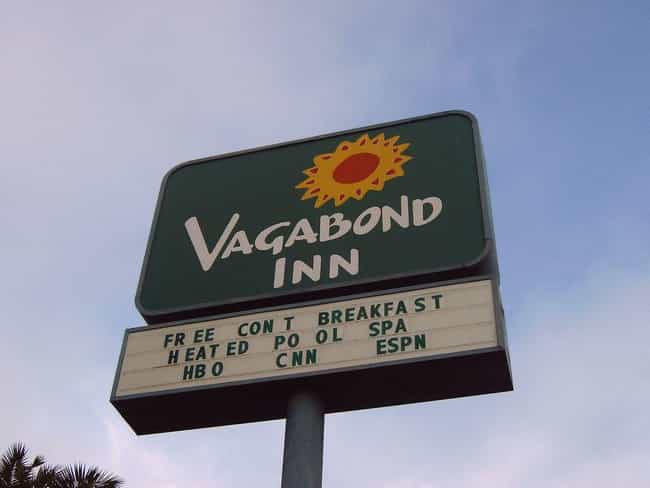 VAGABOND
INN
FREE CONT BREAKFAST
HEATED POOL SPA
HBO CNN ESPN